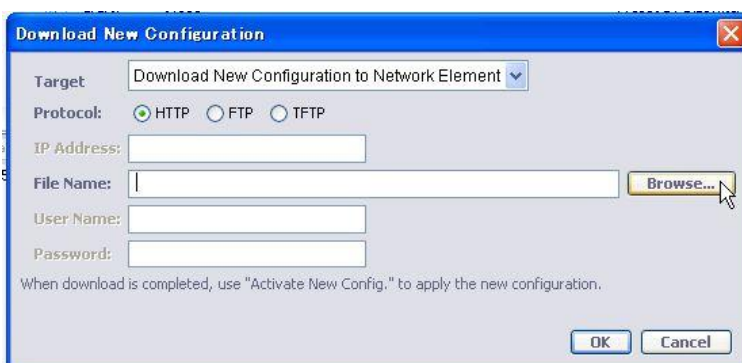 Download New Configuration
Target
Download New Configuration to Network Element
Protocol:
HTTP
FTP
TFTP
IP Address:
File Name:
Browse...
User Name:
Password:
When download is completed, use "Activate New Config." to apply the new configuration.
OK
Cancel